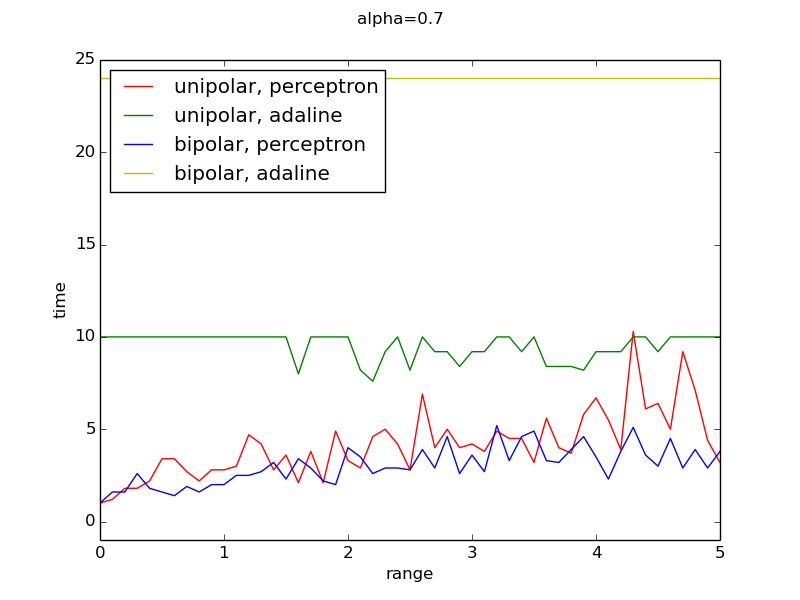 alpha=0.7
25
20
15
10
5
0
time
unipolar, perceptron
unipolar, adaline
bipolar, perceptron
bipolar, adaline
0 1 2 3 4 5
range